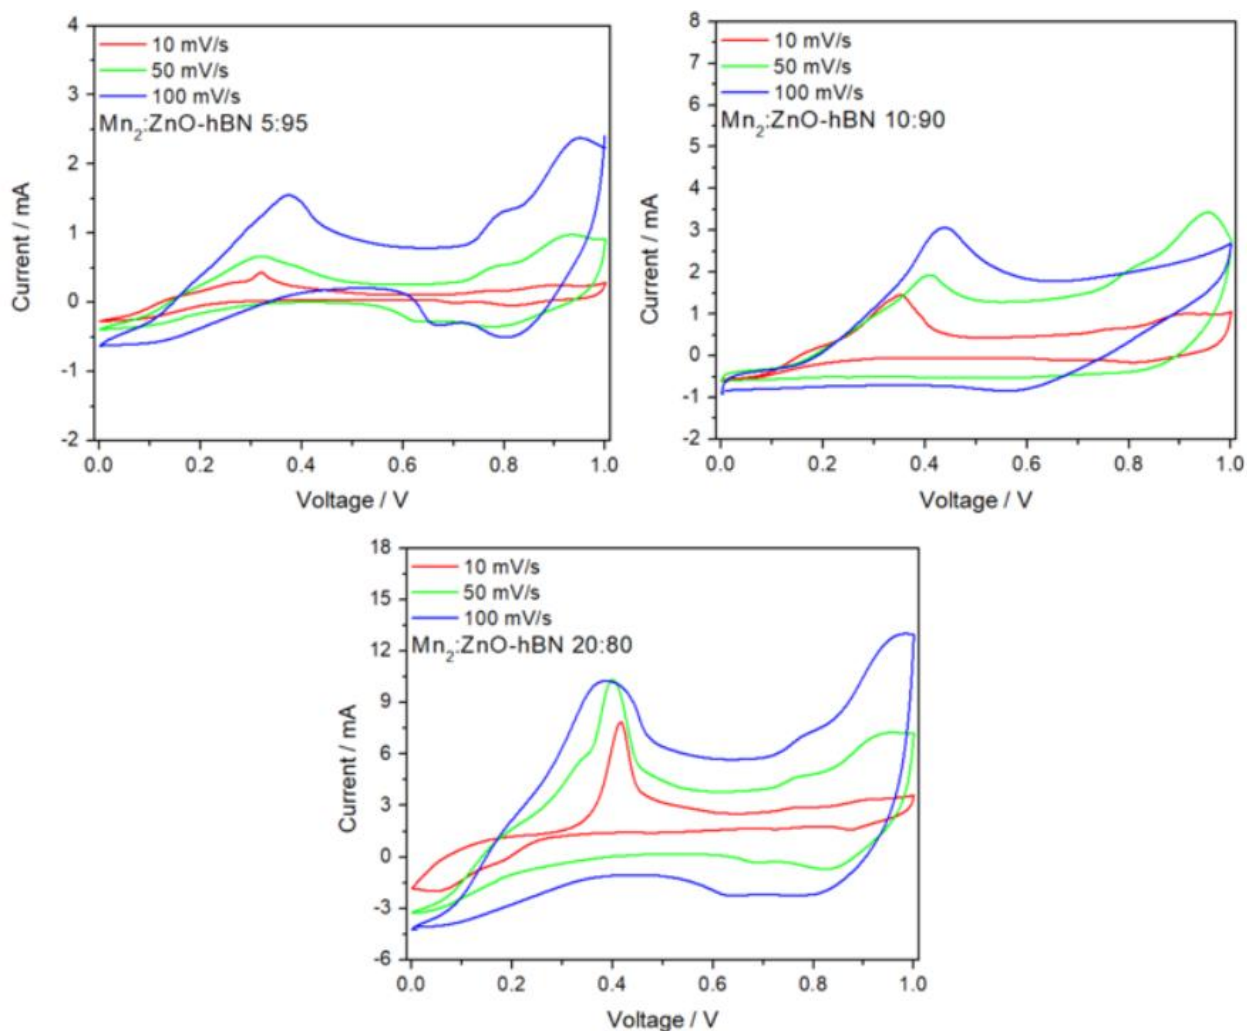 4
3
2
1
0
-1
-2
0.0 0.2 0.4 0.6 0.8 1.0
Current / mA
Voltage / V
10 mV/s
50 mV/s
100 mV/s
Mn₂:ZnO-hBN 5:95
8
7
6
5
4
3
2
1
0
-1
-2
0.0 0.2 0.4 0.6 0.8 1.0
Current / mA
Voltage / V
10 mV/s
50 mV/s
100 mV/s
Mn₂:ZnO-hBN 10:90
18
15
12
9
6
3
0
-3
-6
0.0 0.2 0.4 0.6 0.8 1.0
Current / mA
Voltage / V
10 mV/s
50 mV/s
100 mV/s
Mn₂:ZnO-hBN 20:80